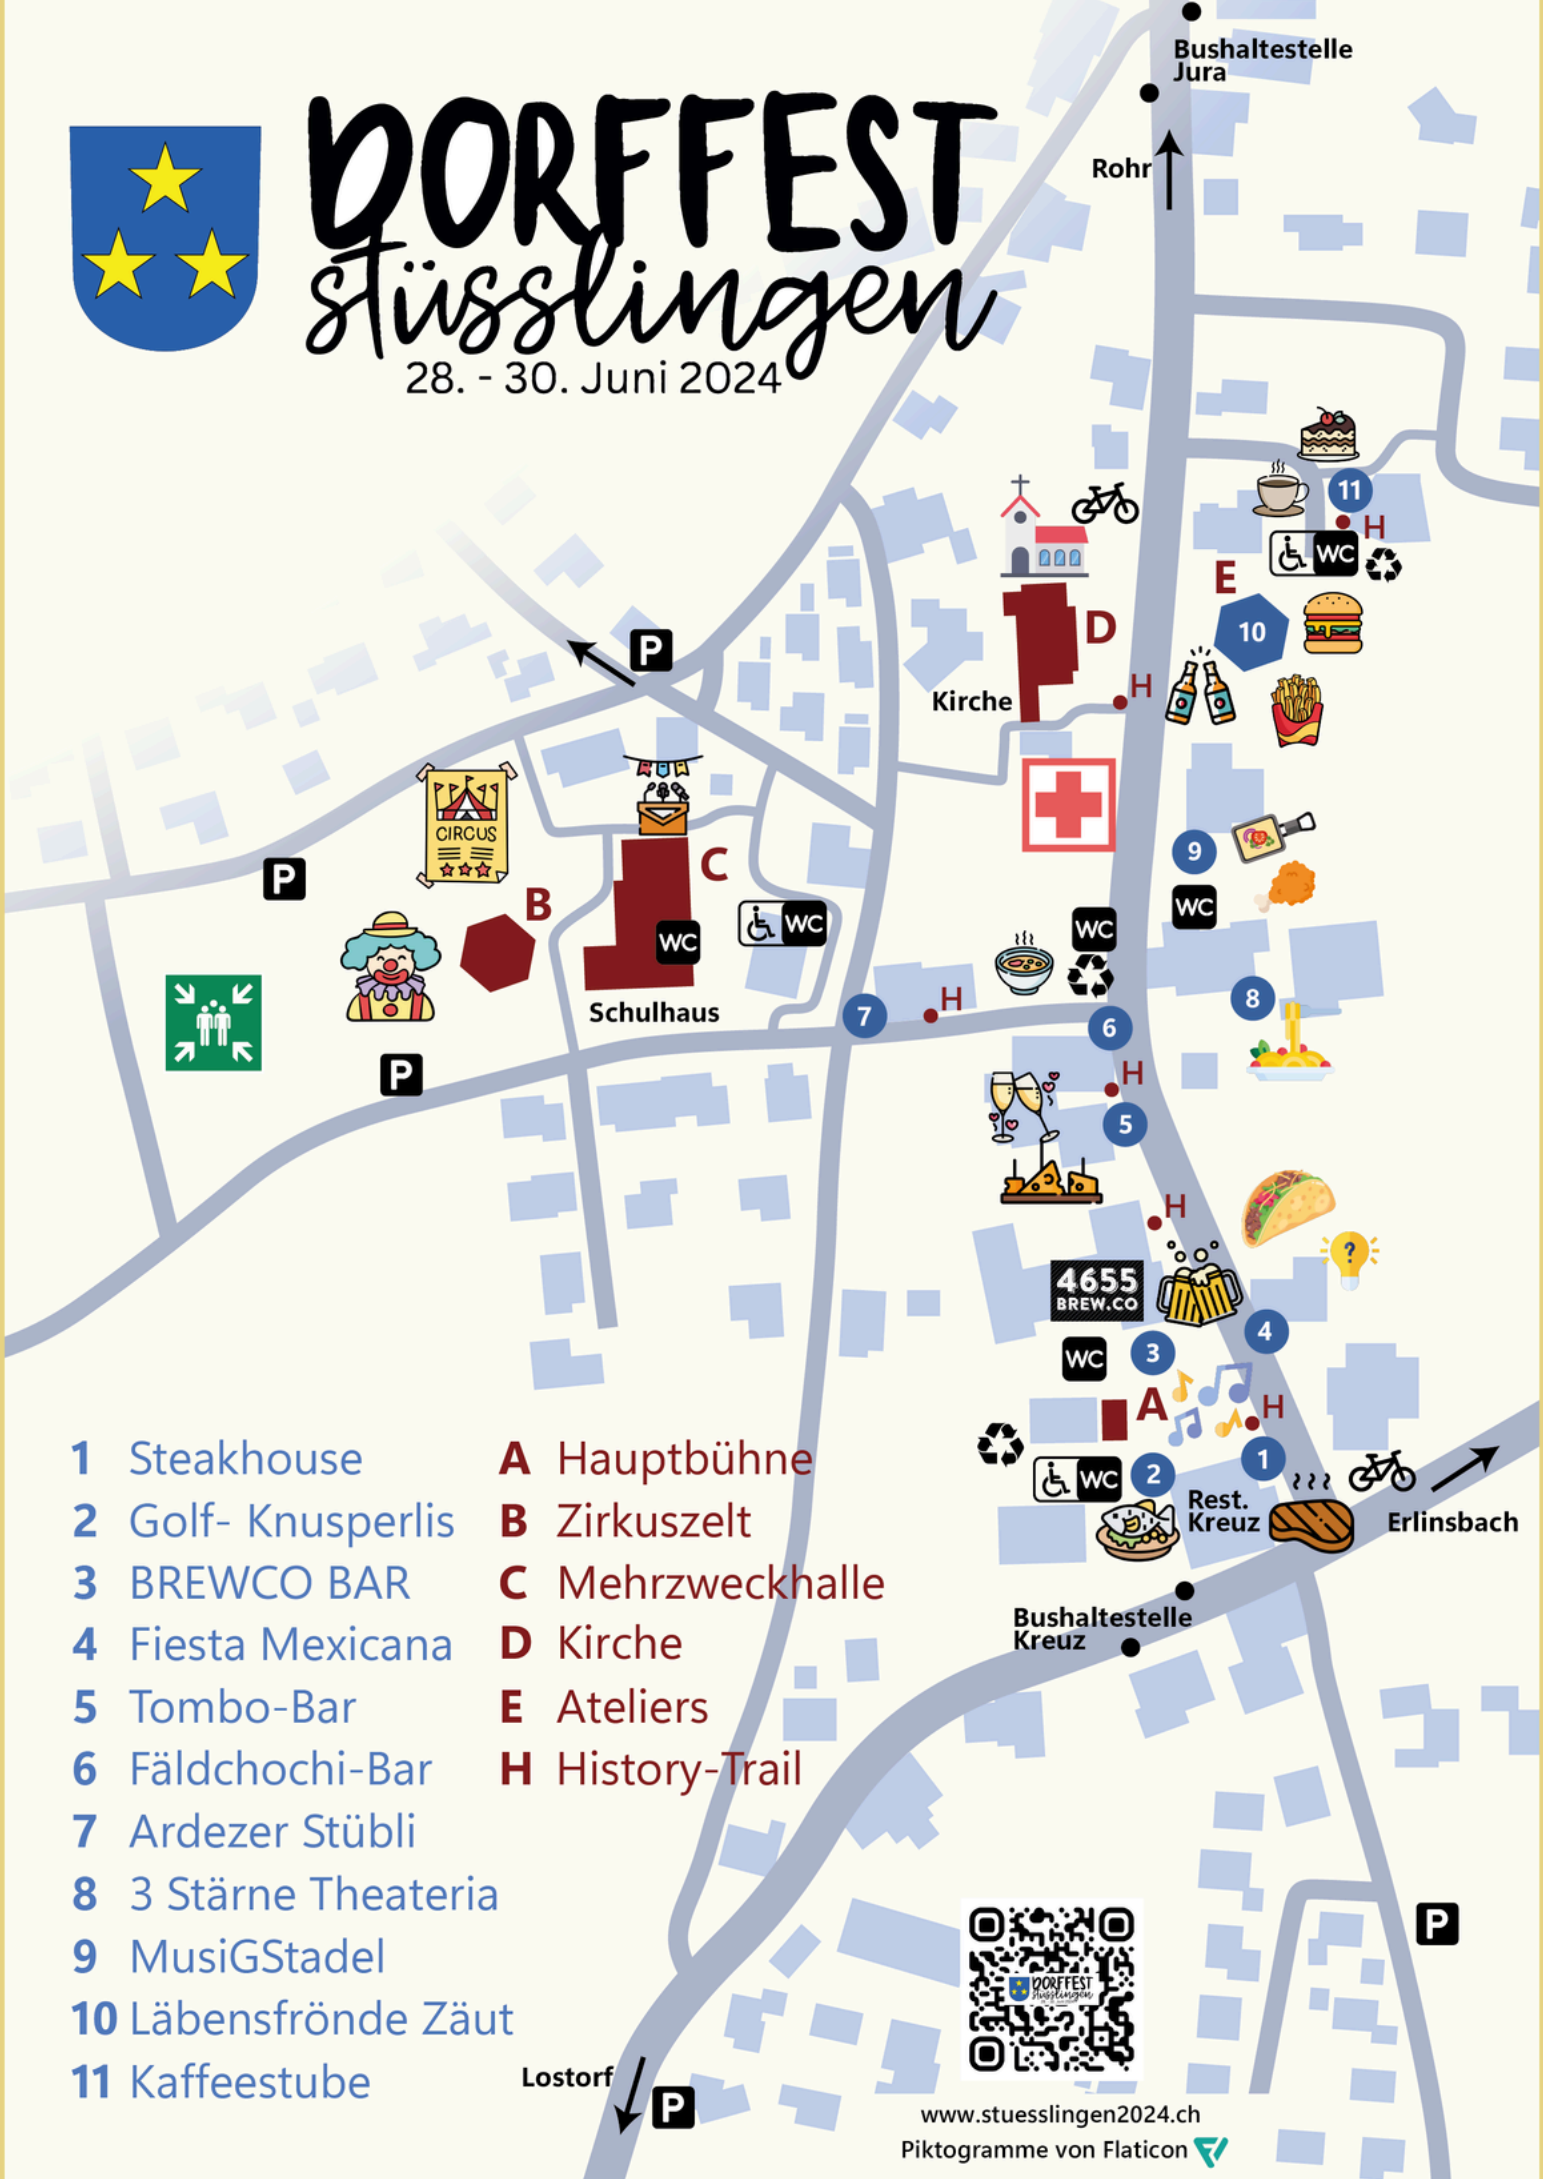 DORFFEST
stüsslingen
28. - 30. Juni 2024
Bushaltestelle
Jura
Rohr
11
H
WC
E
10
D
H
Kirche
P
CIRCUS
C
B
P
WC
WC
Schulhaus
P
9
WC
WC
8
7
H
6
H
5
H
4655
BREW.CO
?
4
WC
3
A
H
WC
2
1
Rest.
Kreuz
Erlinsbach
Bushaltestelle
Kreuz
1 Steakhouse
2 Golf- Knusperlis
3 BREWCO BAR
4 Fiesta Mexicana
5 Tombo-Bar
6 Fäldchochi-Bar
7 Ardezer Stübli
8 3 Stärne Theateria
9 MusiGStadel
10 Läbensfrönde Zäut
11 Kaffeestube
A Hauptbühne
B Zirkuszelt
C Mehrzweckhalle
D Kirche
E Ateliers
H History-Trail
P
DORFFEST
stüsslingen
Lostorf
P
www.stuesslingen2024.ch
Piktogramme von Flaticon